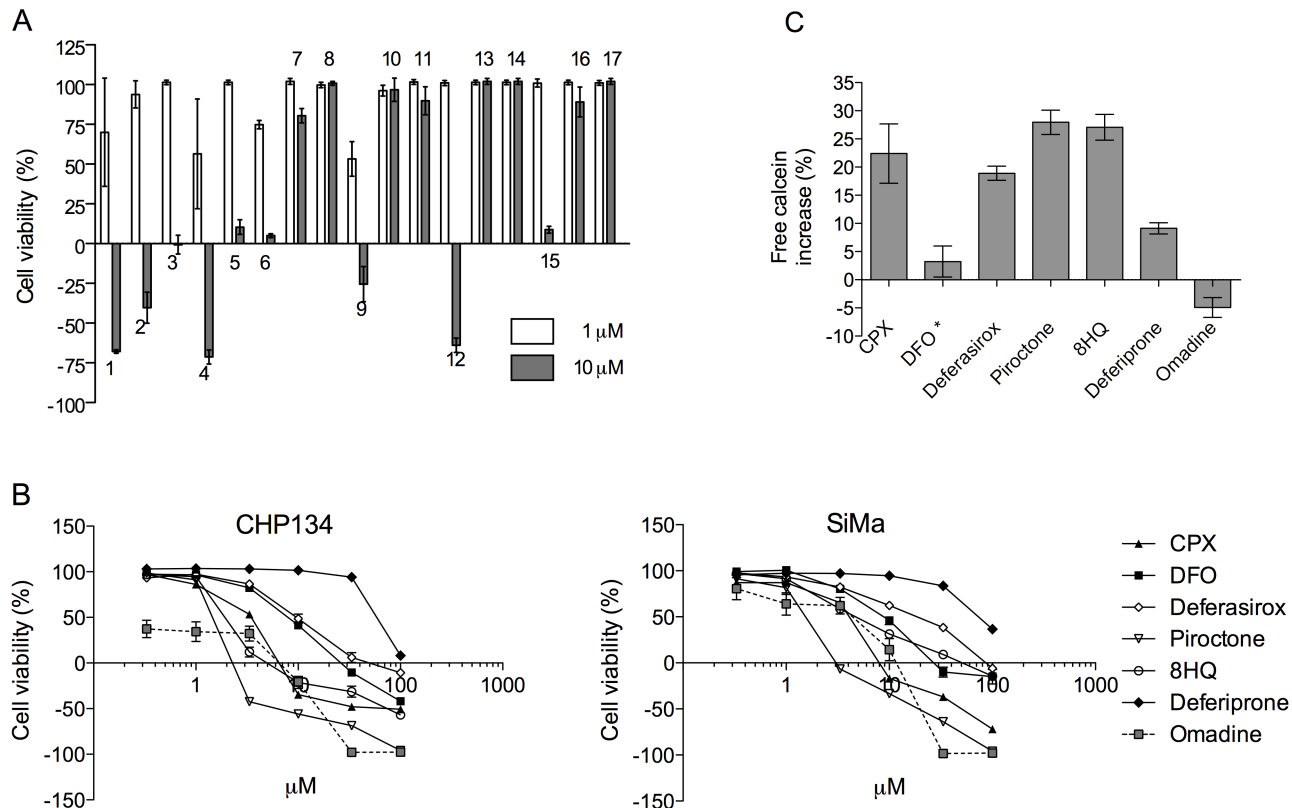 A
125
100
75
50
25
0
-25
-50
-75
-100
Cell viability (%)
7 8 10 11 13 14 16 17
3 5 6 15
2 9
1 4 12
1 µM
10 µM
C
35
30
25
20
15
10
5
0
-5
-10
Free calcein
increase (%)
CPX
DFO *
Deferasirox
Piroctone
8HQ
Deferiprone
Omadine
B
CHP134
150
100
50
0
-50
-100
-150
Cell viability (%)
1 10 100 1000
µM
SiMa
150
100
50
0
-50
-100
-150
Cell viability (%)
1 10 100 1000
µM
CPX
DFO
Deferasirox
Piroctone
8HQ
Deferiprone
Omadine